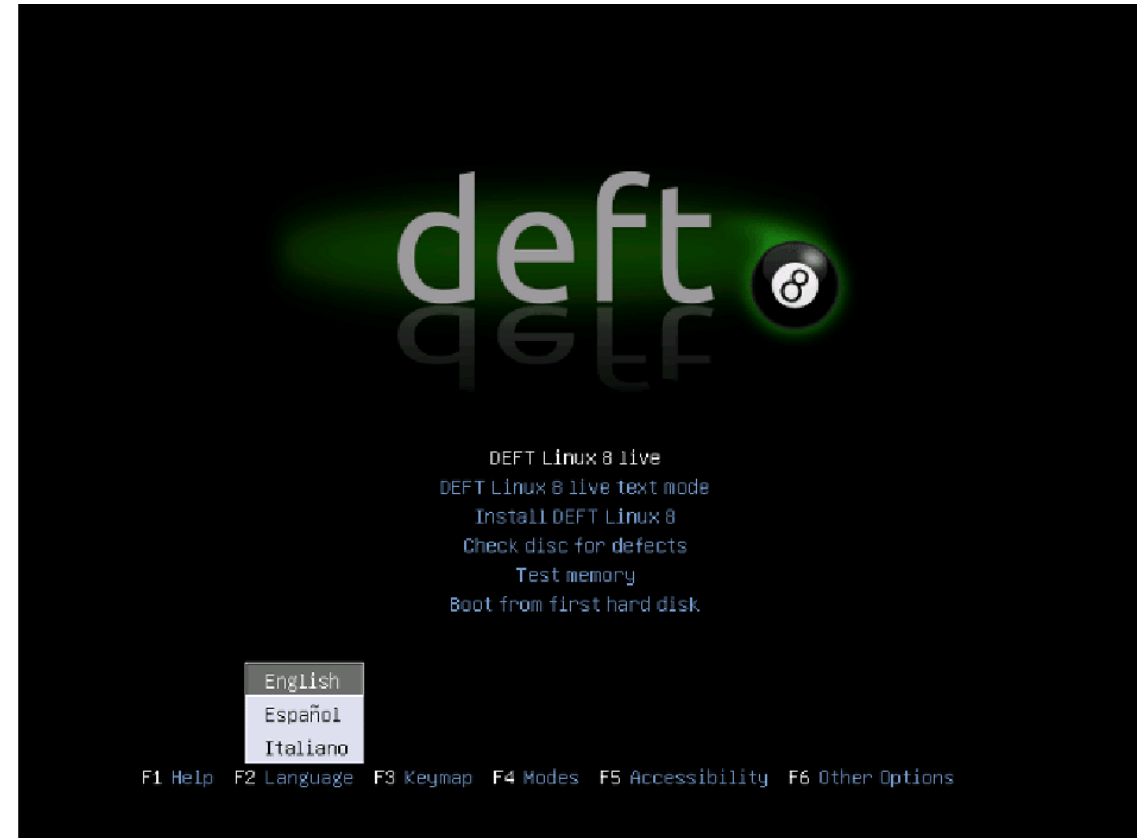 deft 8
DEFT Linux 8 live
DEFT Linux 8 live text mode
Install DEFT Linux 8
Check disc for defects
Test memory
Boot from first hard disk
English
Español
Italiano
F1 Help F2 Language F3 Keymap F4 Modes F5 Accessibility F6 Other Options